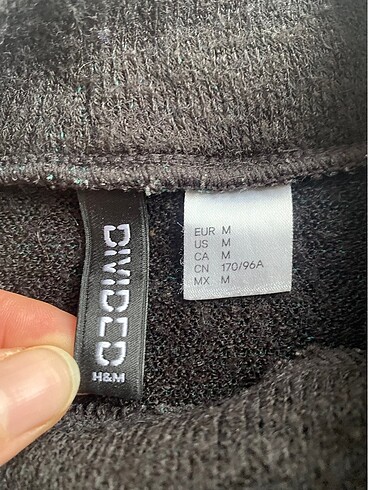 DIVIDED
H&M
EUR M
US M
CA M
CN 170/96A
MX M